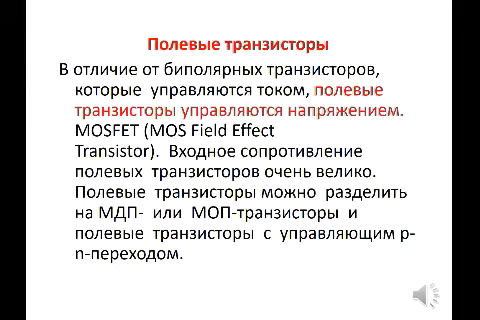 Полевые транзисторы
В отличие от биполярных транзисторов,
которые управляются током, полевые
транзисторы управляются напряжением.
MOSFET (MOS Field Effect
Transistor). Входное сопротивление
полевых транзисторов очень велико.
Полевые транзисторы можно разделить
на МДП- или МОП-транзисторы и
полевые транзисторы с управляющим p-
n-переходом.